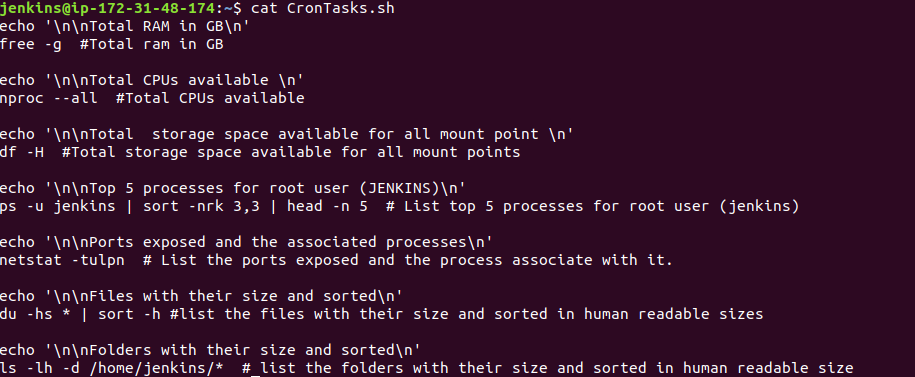 jenkins@ip-172-31-48-174:~$ cat CronTasks.sh
echo '\n\nTotal RAM in GB\n'
free -g  #Total ram in GB

echo '\n\nTotal CPUs available \n'
nproc --all  #Total CPUs available

echo '\n\nTotal  storage space available for all mount point \n'
df -H  #Total storage space available for all mount points

echo '\n\nTop 5 processes for root user (JENKINS)\n'
ps -u jenkins | sort -nrk 3,3 | head -n 5  # List top 5 processes for root user (jenkins)

echo '\n\nPorts exposed and the associated processes\n'
netstat -tulpn  # List the ports exposed and the process associate with it.

echo '\n\nFiles with their size and sorted\n'
du -hs * | sort -h #list the files with their size and sorted in human readable sizes

echo '\n\nFolders with their size and sorted\n'
ls -lh -d /home/jenkins/*  # list the folders with their size and sorted in human readable size